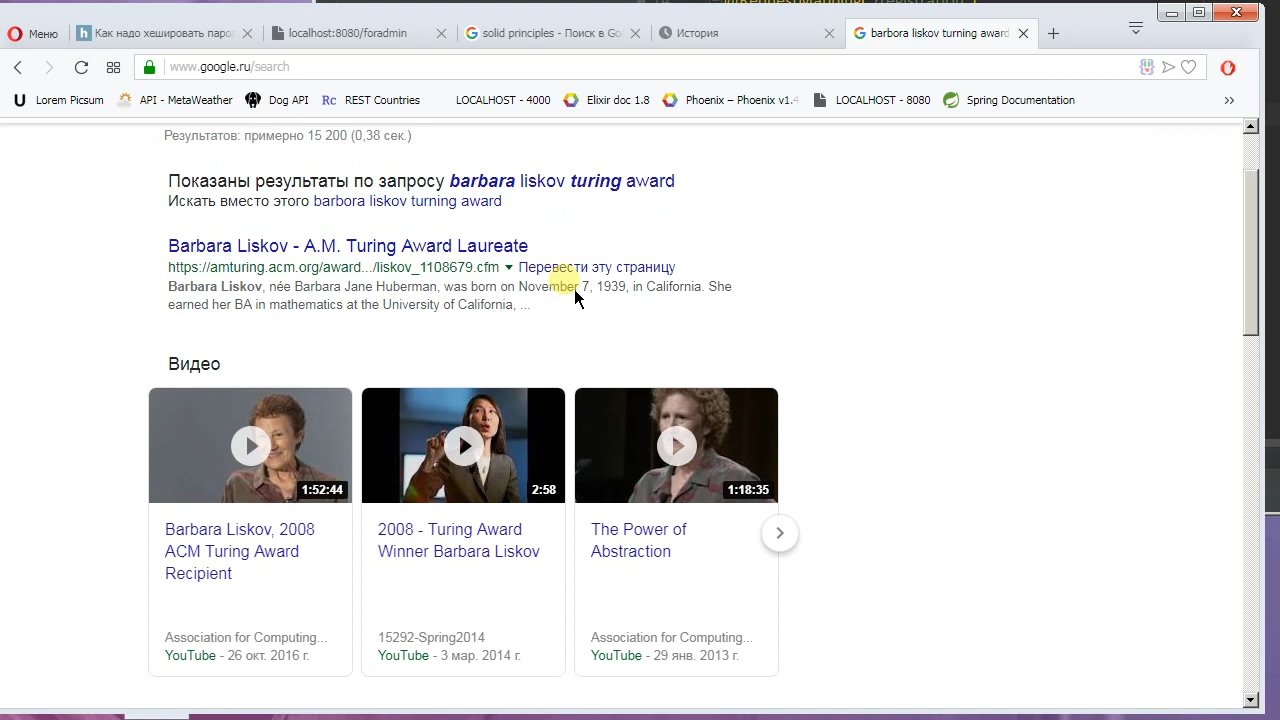 Меню
Как надо хешировать паро
localhost:8080/foradmin
solid principles - Поиск в Go
История
barbora liskov turning award
www.google.ru/search
Lorem Picsum
API - MetaWeather
Dog API
Rc REST Countries
LOCALHOST - 4000
Elixir doc 1.8
Phoenix – Phoenix v1.4
LOCALHOST - 8080
Spring Documentation
Результатов: примерно 15 200 (0,38 сек.)
Показаны результаты по запросу barbara liskov turing award
Искать вместо этого barbora liskov turning award
Barbara Liskov - A.M. Turing Award Laureate
https://amturing.acm.org/award.../liskov_1108679.cfm Перевести эту страницу
Barbara Liskov, née Barbara Jane Huberman, was born on November 7, 1939, in California. She
earned her BA in mathematics at the University of California, ...
Видео
1:52:44
2:58
1:18:35
Barbara Liskov, 2008
ACM Turing Award
Recipient
Association for Computing...
YouTube - 26 окт. 2016 г.
2008 - Turing Award
Winner Barbara Liskov
15292-Spring2014
YouTube - 3 мар. 2014 г.
The Power of
Abstraction
Association for Computing...
YouTube - 29 янв. 2013 г.